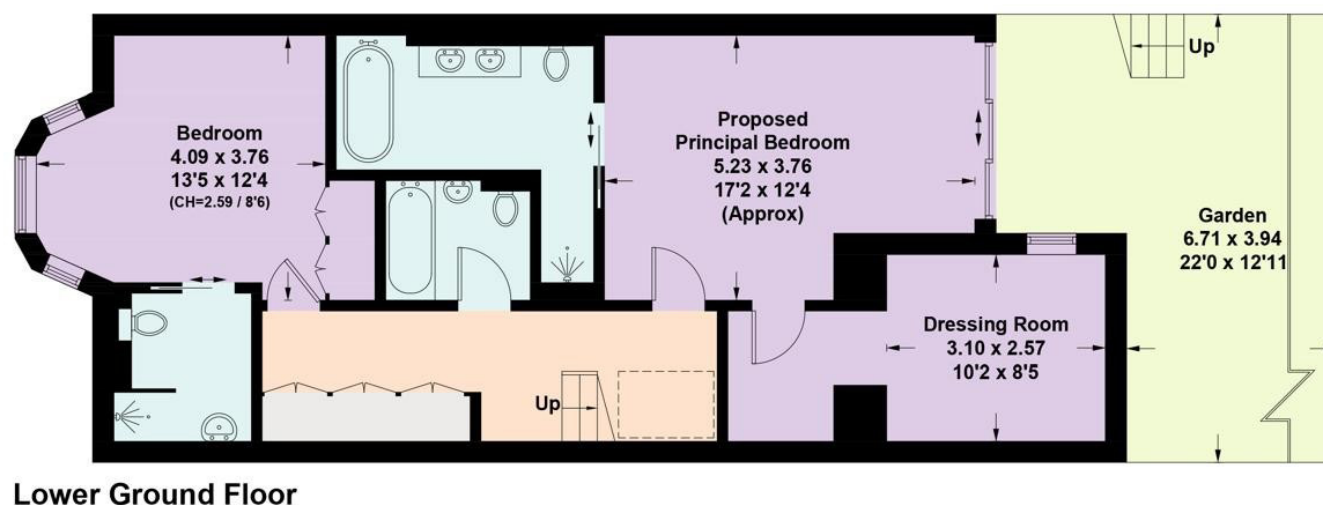 Bedroom
4.09 x 3.76
13'5 x 12'4
(CH=2.59 / 8'6)
Proposed
Principal Bedroom
5.23 x 3.76
17'2 x 12'4
(Approx)
Up
Garden
6.71 x 3.94
22'0 x 12'11
Dressing Room
3.10 x 2.57
10'2 x 8'5
Up
Lower Ground Floor